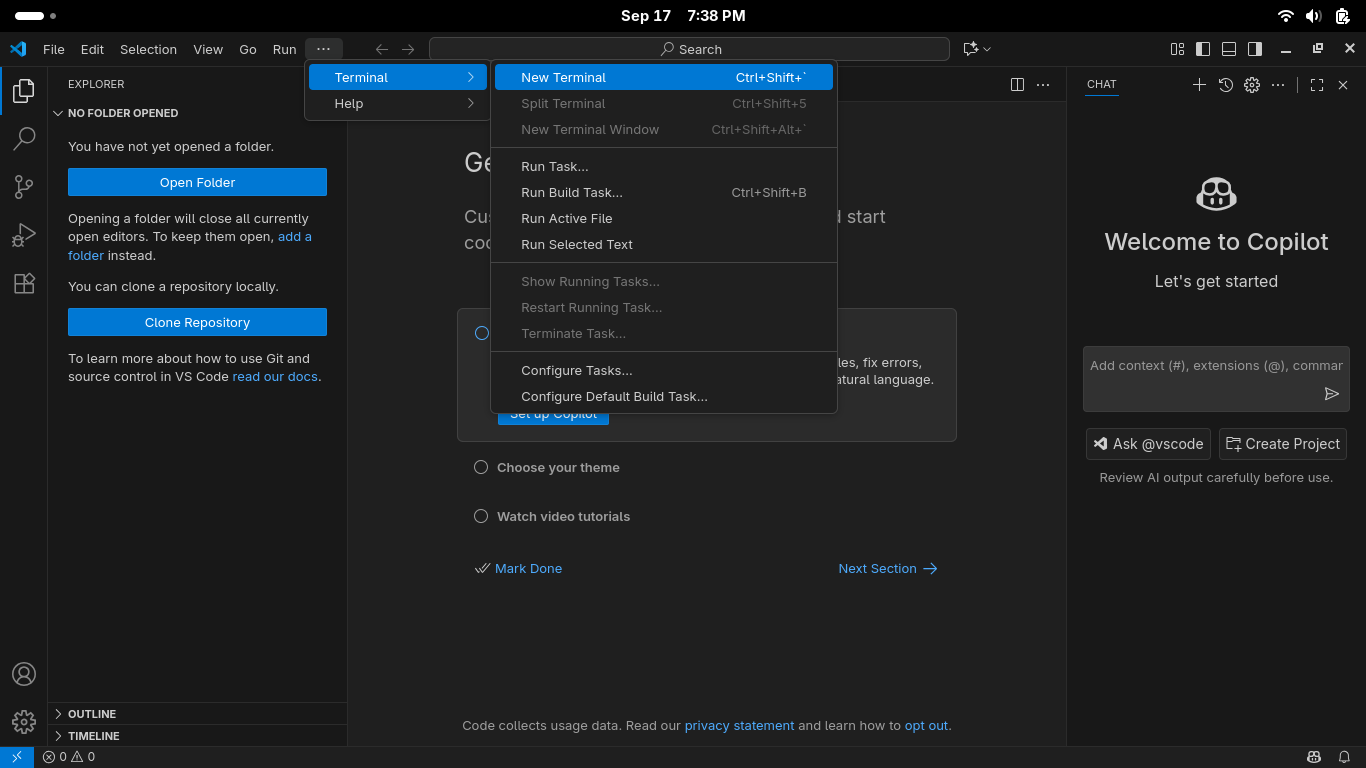 Sep 17 7:38 PM
File Edit Selection View Go Run ··· Search
EXPLORER
NO FOLDER OPENED
You have not yet opened a folder.
Open Folder
Opening a folder will close all currently
open editors. To keep them open, add a
folder instead.
You can clone a repository locally.
Clone Repository
To learn more about how to use Git and
source control in VS Code read our docs.
OUTLINE
TIMELINE
Terminal
Help
New Terminal Ctrl+Shift+`
Split Terminal Ctrl+Shift+5
New Terminal Window Ctrl+Shift+Alt+`
Run Task...
Run Build Task... Ctrl+Shift+B
Run Active File
Run Selected Text
Show Running Tasks...
Restart Running Task...
Terminate Task...
Configure Tasks...
Configure Default Build Task...
start
fix errors,
language.
Set up Copilot
Choose your theme
Watch video tutorials
Mark Done
Next Section
Code collects usage data. Read our privacy statement and learn how to opt out.
CHAT
Welcome to Copilot
Let's get started
Add context (#), extensions (@), commar
Ask @vscode Create Project
Review AI output carefully before use.
0 0